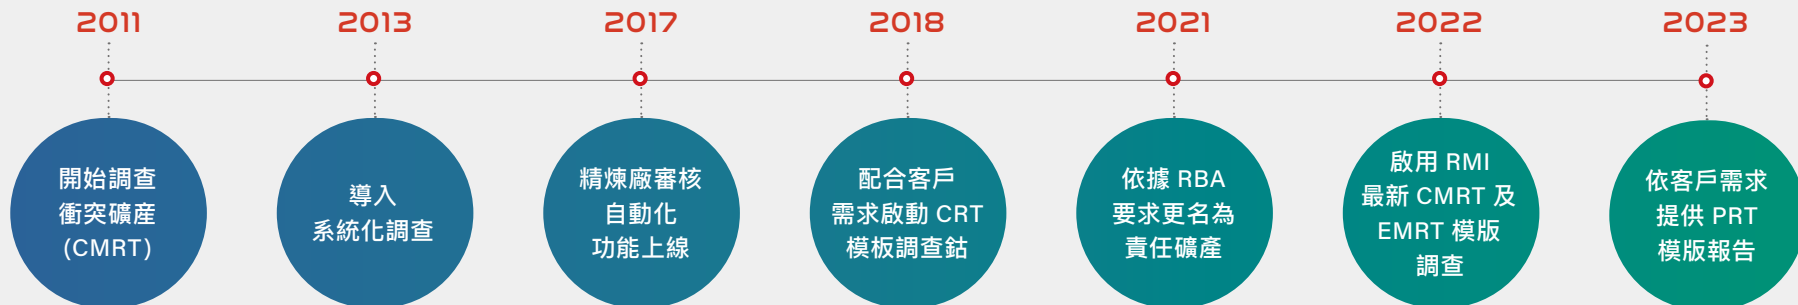 2011
開始調查
衝突礦產
(CMRT)
2013
導入
系統化調查
2017
精煉廠審核
自動化
功能上線
2018
配合客戶
需求啟動 CRT
模板調查鈷
2021
依據 RBA
要求更名為
責任礦產
2022
啟用 RMI
最新 CMRT 及
EMRT 模版
調查
2023
依客戶需求
提供 PRT
模版報告